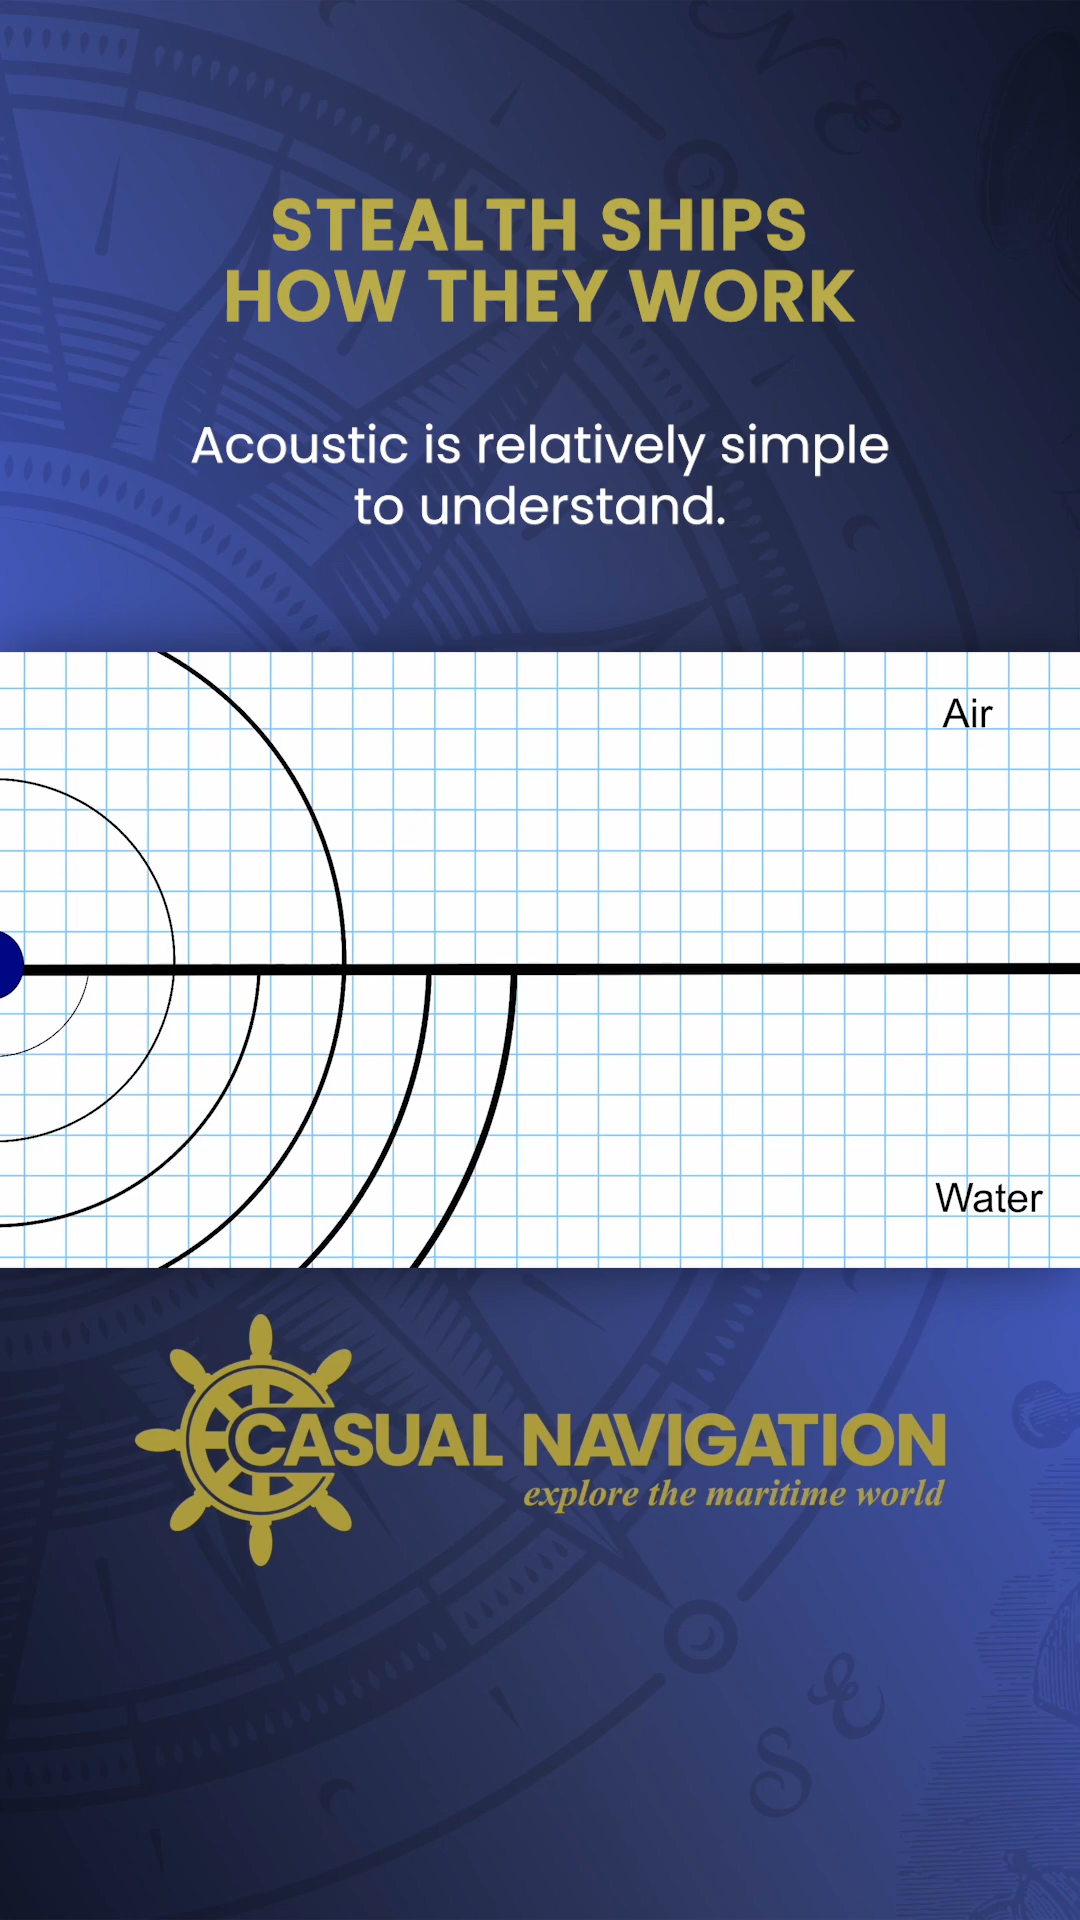 N
E
STEALTH SHIPS
HOW THEY WORK
Acoustic is relatively simple
to understand.
Air
Water
CASUAL NAVIGATION
explore the maritime world
S E